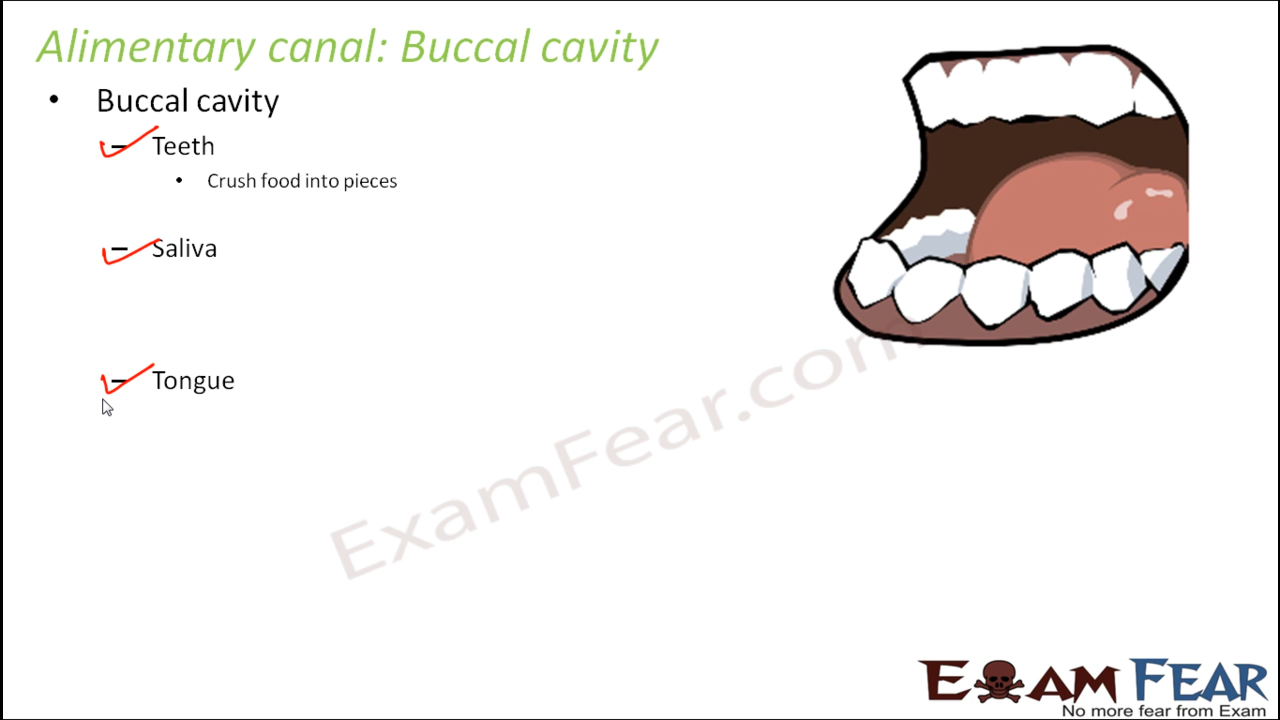 Alimentary canal: Buccal cavity
• Buccal cavity
– Teeth
• Crush food into pieces
– Saliva
– Tongue
ExamFear.com
EXAM FEAR
No more fear from Exam